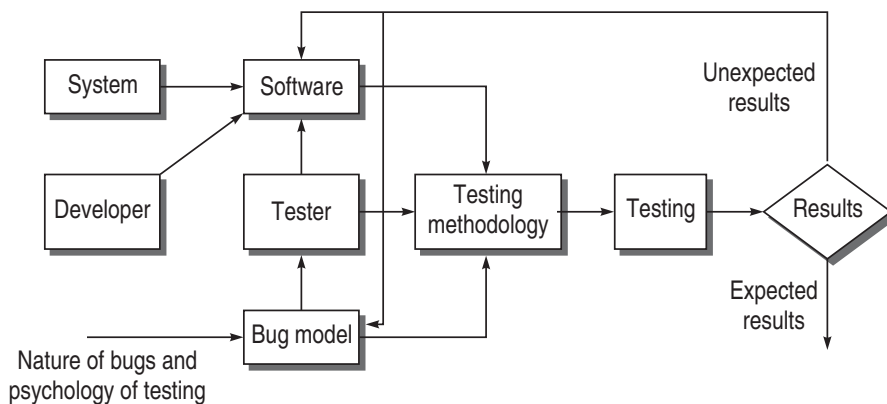 System
Software
Unexpected
results
Developer
Tester
Testing
methodology
Testing
Results
Expected
results
Bug model
Nature of bugs and
psychology of testing